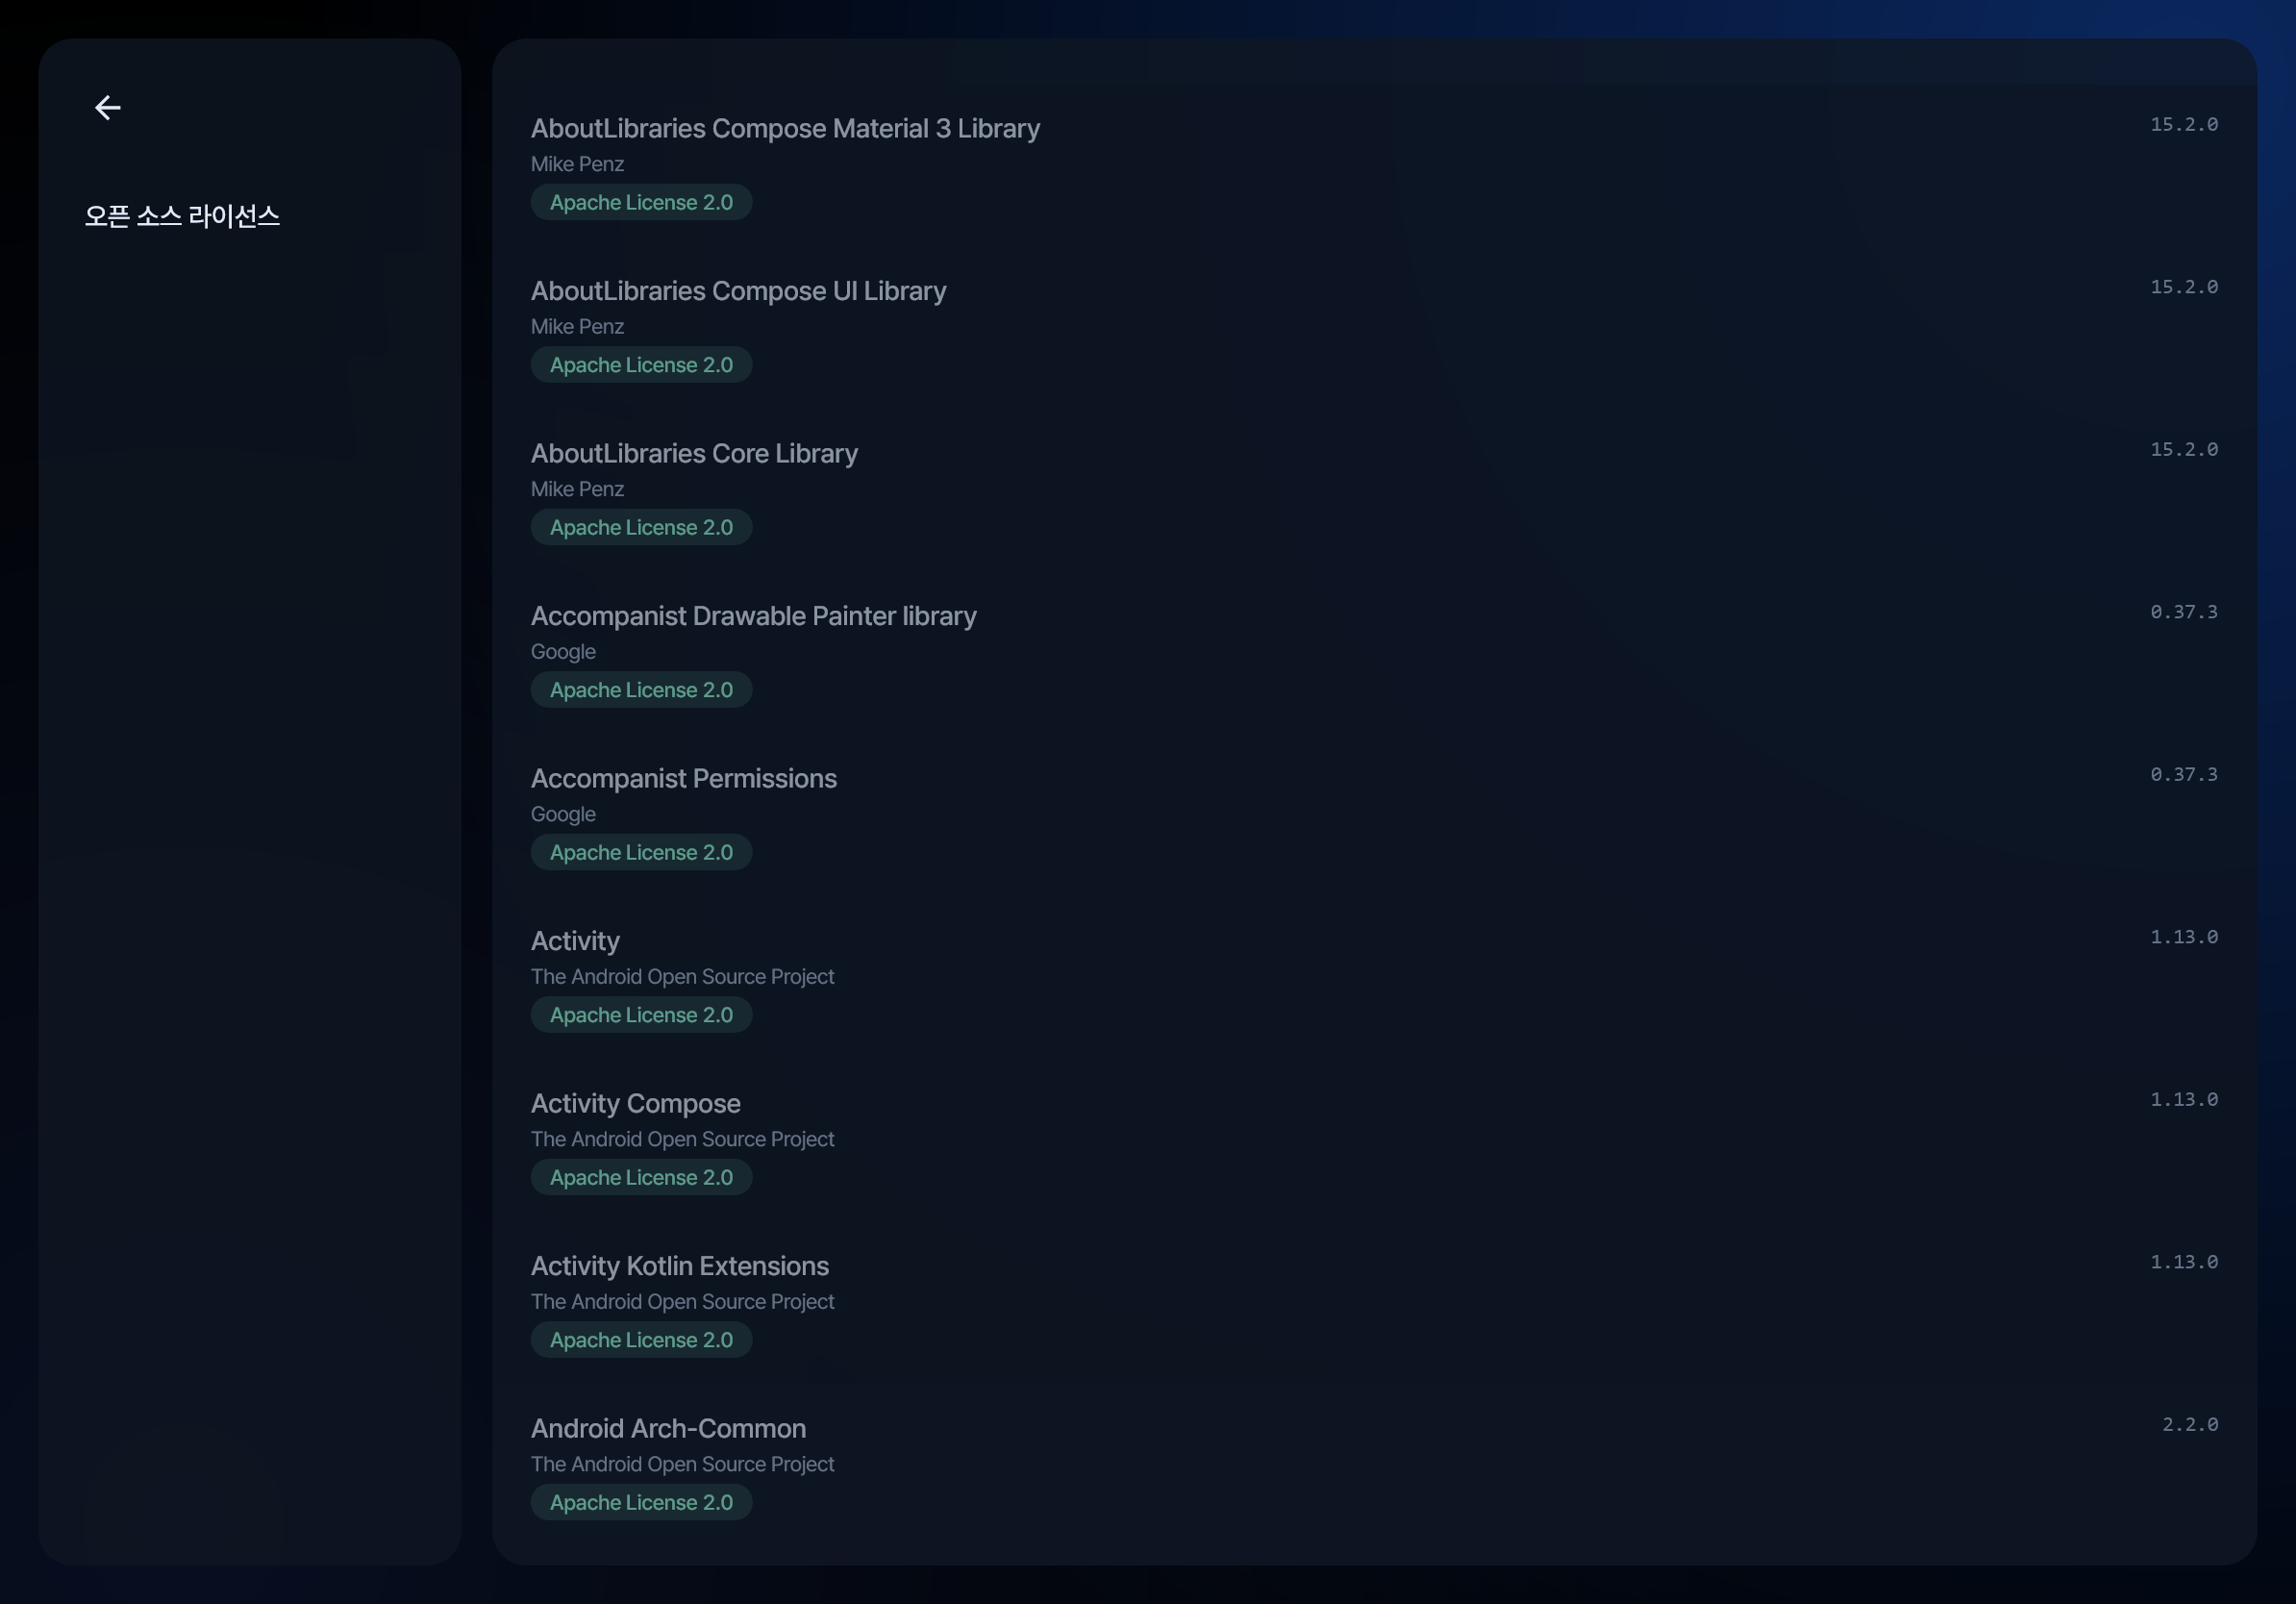 오픈 소스 라이선스
AboutLibraries Compose Material 3 Library
15.2.0
Mike Penz
Apache License 2.0
AboutLibraries Compose UI Library
15.2.0
Mike Penz
Apache License 2.0
AboutLibraries Core Library
15.2.0
Mike Penz
Apache License 2.0
Accompanist Drawable Painter library
0.37.3
Google
Apache License 2.0
Accompanist Permissions
0.37.3
Google
Apache License 2.0
Activity
1.13.0
The Android Open Source Project
Apache License 2.0
Activity Compose
1.13.0
The Android Open Source Project
Apache License 2.0
Activity Kotlin Extensions
1.13.0
The Android Open Source Project
Apache License 2.0
Android Arch-Common
2.2.0
The Android Open Source Project
Apache License 2.0